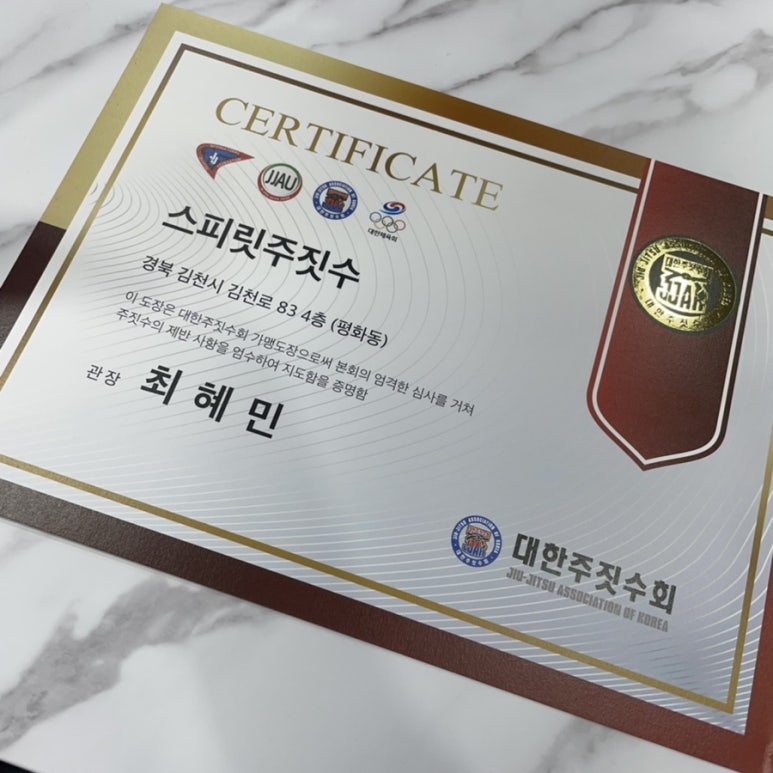 CERTIFICATE
JJAU
대한체육회
스피릿주짓수
경북 김천시 김천로 83 4층 (평화동)
이 도장은 대한주짓수회 가맹도장으로써 본회의 엄격한 심사를 거쳐
주짓수의 제반 사항을 엄수하여 지도함을 증명함
관장 최혜민
JJAK
대한주짓수회
JIU-JITSU ASSOCIATION OF KOREA